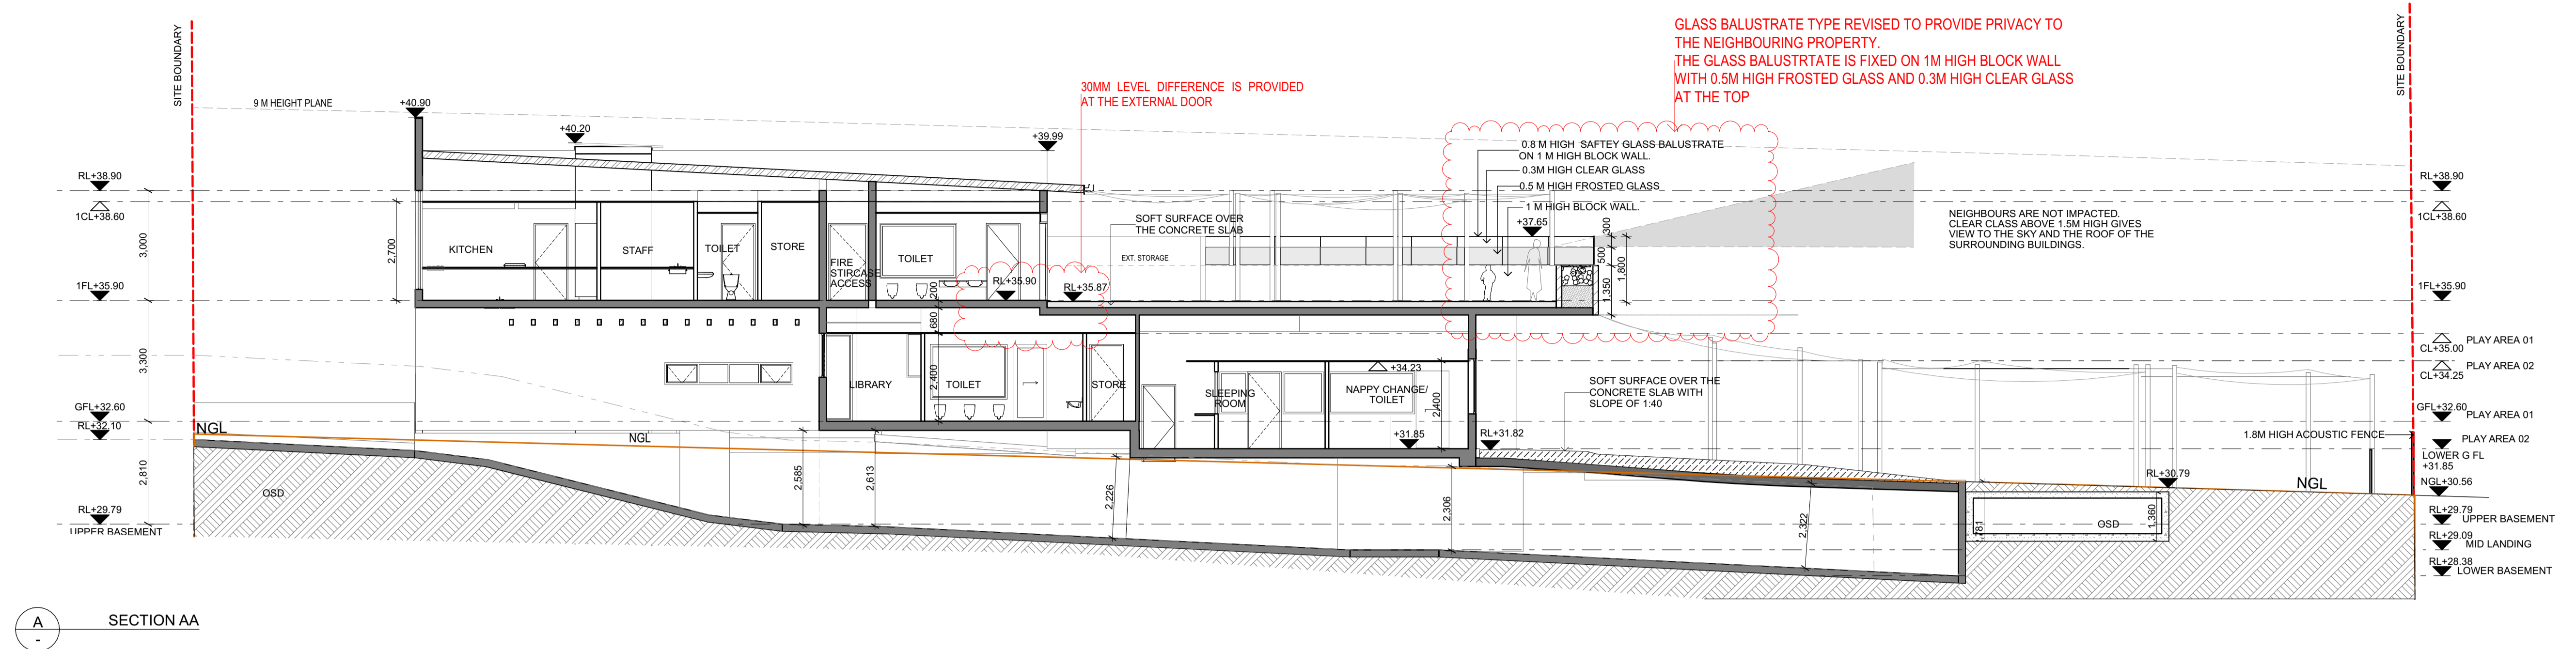 SITE BOUNDARY
9 M HEIGHT PLANE
+40.90
+40.20
+39.99
30MM LEVEL DIFFERENCE IS PROVIDED
AT THE EXTERNAL DOOR
GLASS BALUSTRATE TYPE REVISED TO PROVIDE PRIVACY TO
THE NEIGHBOURING PROPERTY.
THE GLASS BALUSTRTATE IS FIXED ON 1M HIGH BLOCK WALL
WITH 0.5M HIGH FROSTED GLASS AND 0.3M HIGH CLEAR GLASS
AT THE TOP
SITE BOUNDARY
0.8 M HIGH SAFTEY GLASS BALUSTRATE
ON 1 M HIGH BLOCK WALL.
0.3M HIGH CLEAR GLASS
0.5 M HIGH FROSTED GLASS
1 M HIGH BLOCK WALL.
+37.65
300
500
1,800
1,350
NEIGHBOURS ARE NOT IMPACTED.
CLEAR CLASS ABOVE 1.5M HIGH GIVES
VIEW TO THE SKY AND THE ROOF OF THE
SURROUNDING BUILDINGS.
RL+38.90
1CL+38.60
3,000
2,700
1FL+35.90
3,300
GFL+32.60
RL+32.10
2,810
RL+29.79
UPPER BASEMENT
KITCHEN
STAFF
TOILET
STORE
FIRE
STIRCASE
ACCESS
TOILET
SOFT SURFACE OVER
THE CONCRETE SLAB
EXT. STORAGE
RL+35.90
RL+35.87
200
680
2,400
LIBRARY
TOILET
STORE
SLEEPING
ROOM
NAPPY CHANGE/
TOILET
+34.23
2,400
+31.85
RL+31.82
SOFT SURFACE OVER THE
CONCRETE SLAB WITH
SLOPE OF 1:40
NGL
NGL
OSD
2,585
2,613
2,226
2,306
2,322
RL+30.79
NGL
OSD
781
1,360
1.8M HIGH ACOUSTIC FENCE
RL+38.90
1CL+38.60
1FL+35.90
PLAY AREA 01
CL+35.00
PLAY AREA 02
CL+34.25
GFL+32.60
PLAY AREA 01
PLAY AREA 02
LOWER G FL
+31.85
NGL+30.56
RL+29.79
UPPER BASEMENT
RL+29.09
MID LANDING
RL+28.38
LOWER BASEMENT
A
-
SECTION AA